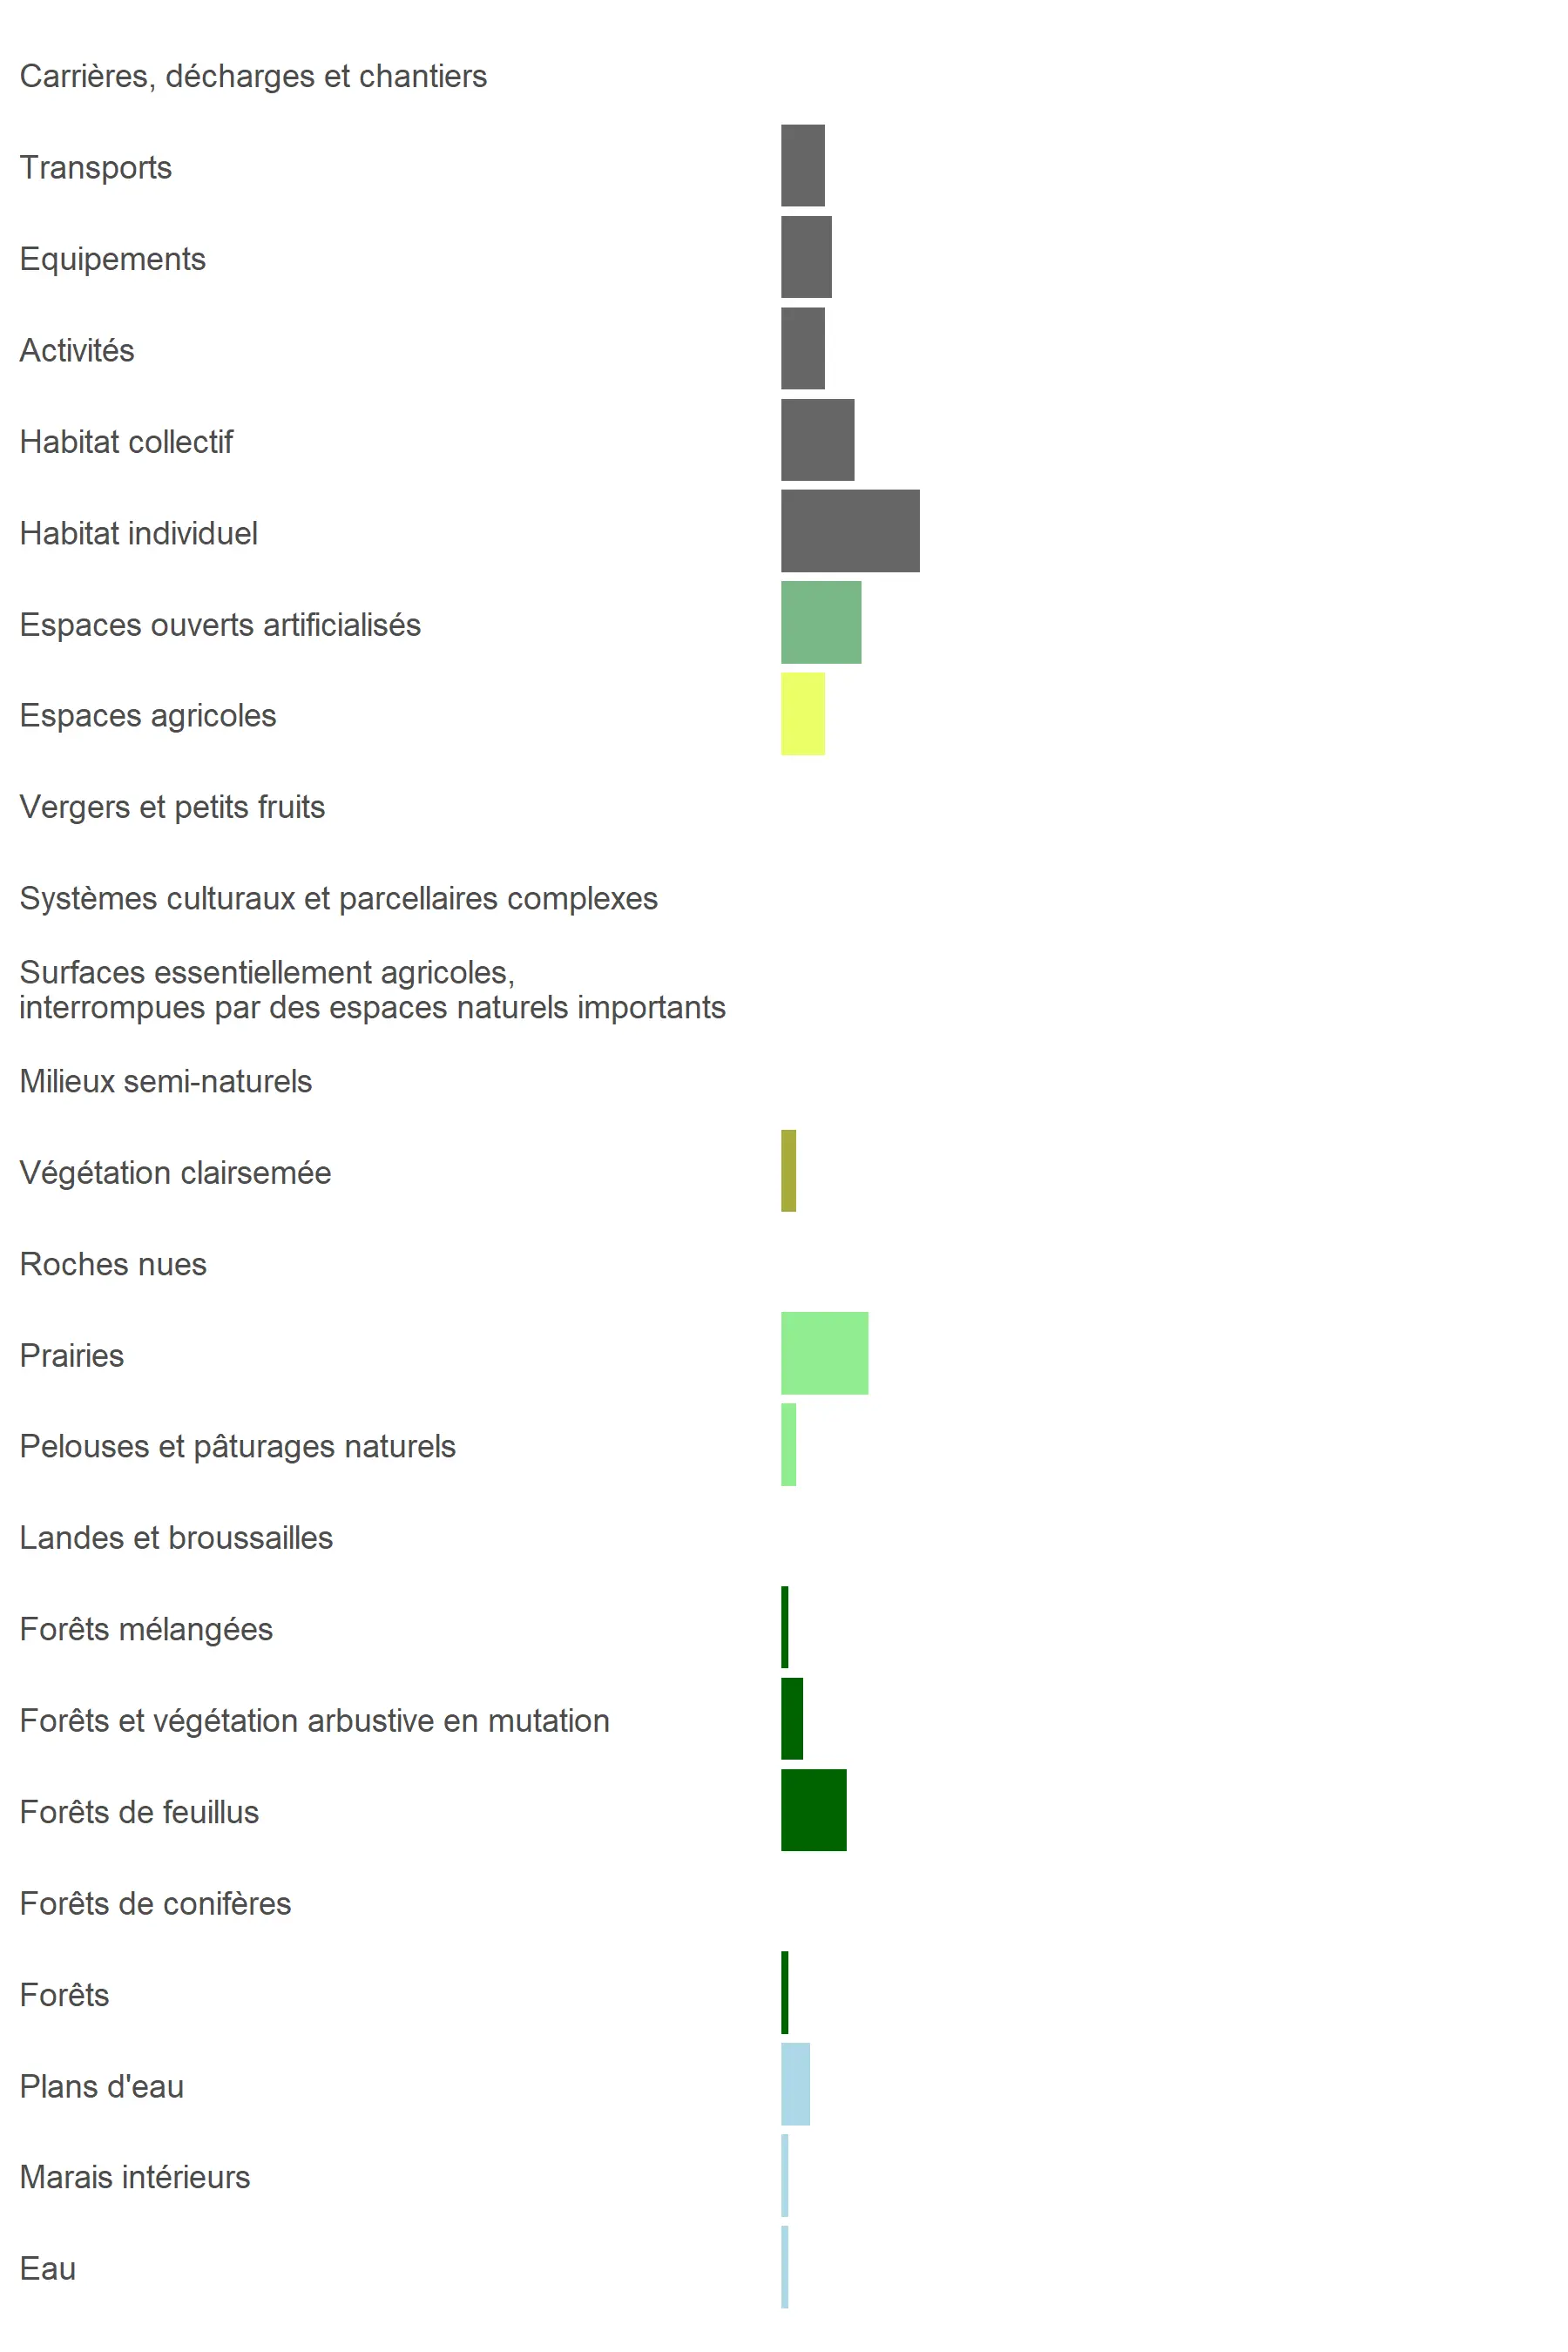 Carrières, décharges et chantiers
Transports
Equipements
Activités
Habitat collectif
Habitat individuel
Espaces ouverts artificialisés
Espaces agricoles
Vergers et petits fruits
Systèmes culturaux et parcellaires complexes
Surfaces essentiellement agricoles,
interrompues par des espaces naturels importants
Milieux semi-naturels
Végétation clairsemée
Roches nues
Prairies
Pelouses et pâturages naturels
Landes et broussailles
Forêts mélangées
Forêts et végétation arbustive en mutation
Forêts de feuillus
Forêts de conifères
Forêts
Plans d'eau
Marais intérieurs
Eau